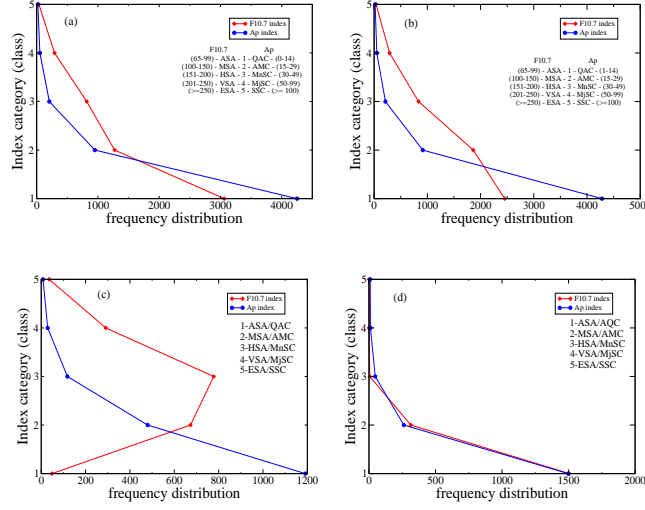 (a)
F10.7 index
Ap index
F10.7 Ap
(65-99) - ASA - 1 - QAC - (0-14)
(100-150) - MSA - 2 - AMC - (15-29)
(151-200) - HSA - 3 - MnSC - (30-49)
(201-250) - VSA - 4 - MjSC - (50-99)
(>=250) - ESA - 5 - SSC - (>= 100)
Index category (class)
5
4
3
2
1
0 1000 2000 3000 4000
frequency distribution
(b)
F10.7 index
Ap index
F10.7 Ap
(65-99) - ASA - 1 - QAC - (1-14)
(100-150) - MSA - 2 - AMC - (15-29)
(151-200) - HSA - 3 - MnSC - (30-49)
(201-250) - VSA - 4 - MjSC - (50-99)
(>=250) - ESA - 5 - SSC - (>=100)
Index category (class)
5
4
3
2
1
0 1000 2000 3000 4000 500
frequency distribution
(c)
F10.7 index
Ap index
1-ASA/QAC
2-MSA/AMC
3-HSA/MnSC
4-VSA/MjSC
5-ESA/SSC
Index category (class)
5
4
3
2
1
0 200 400 600 800 1000 1200
frequency distribution
(d)
F10.7 index
Ap index
1-ASA/AQC
2-MSA/AMC
3-HSA/MnSC
4-VSA/MjSC
5-ESA/SSC
Index category (class)
5
4
3
2
1
0 500 1000 1500 2000
frequency distribution